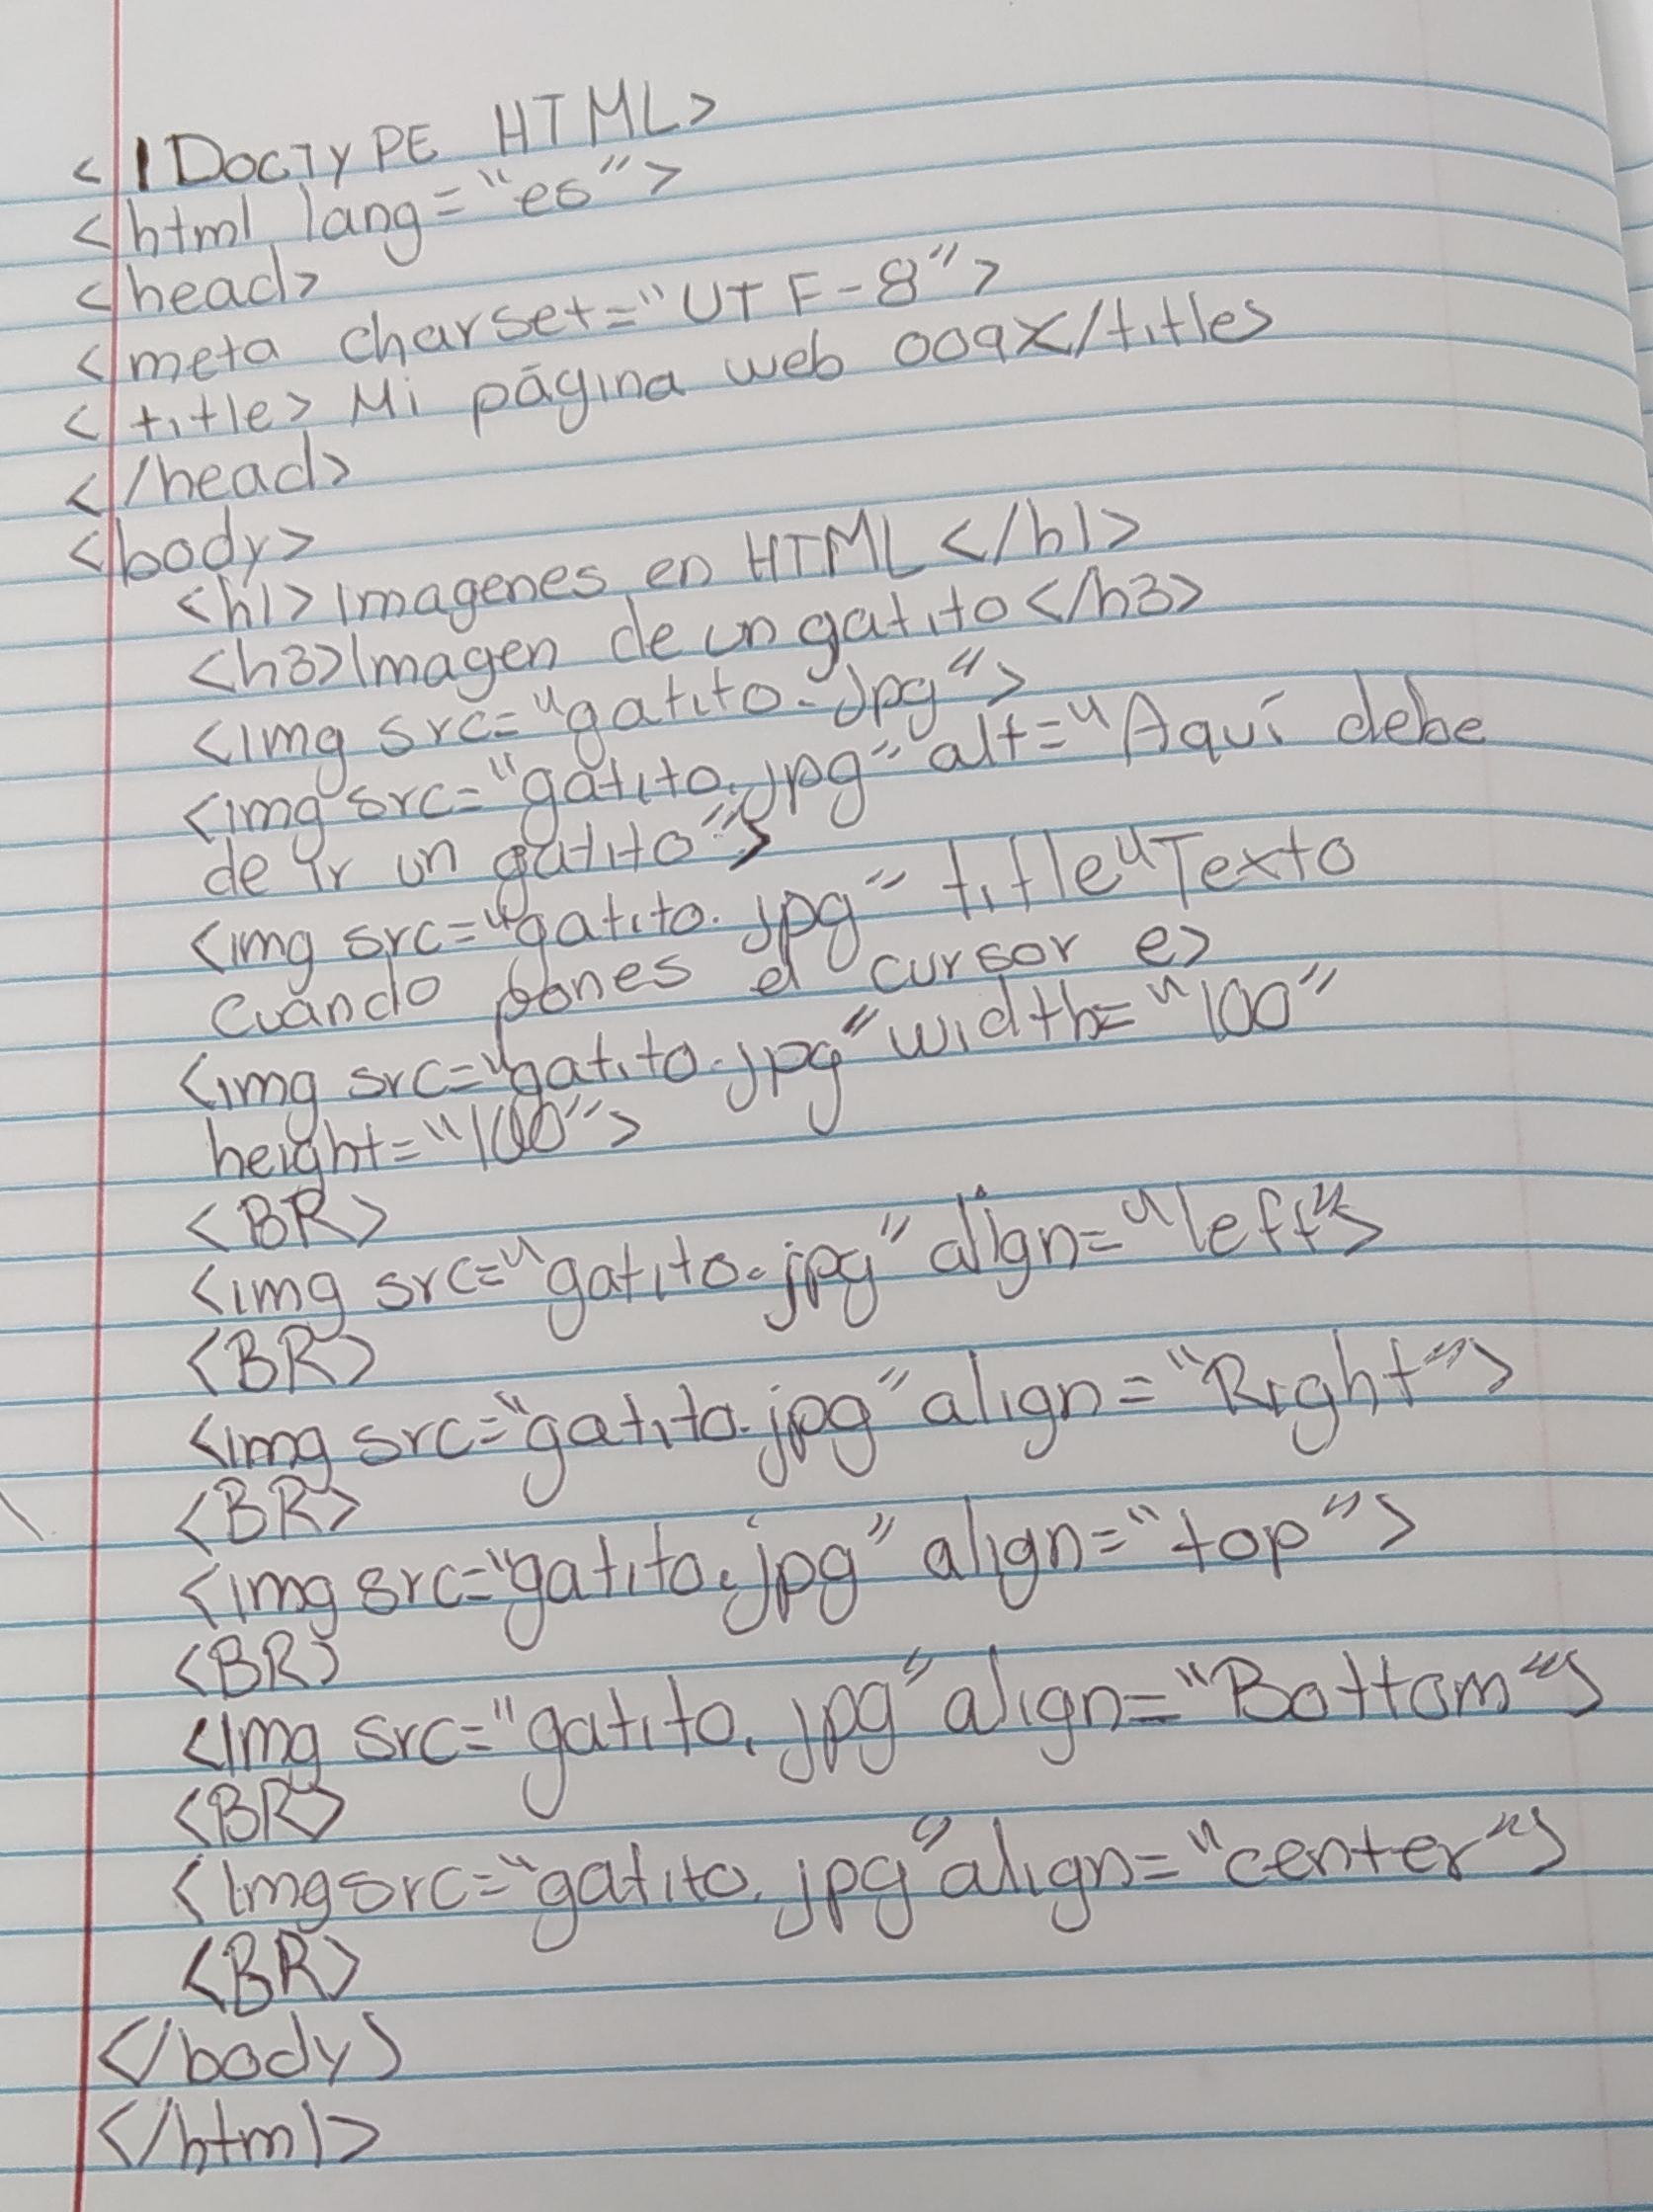 <!DOCTYPE HTML>
<html lang="es">
<head>
<meta charset="UTF-8">
<title> Mi página web 009</title>
</head>
<body>
<h1> Imagenes en HTML </h1>
<h3>Imagen de un gatito </h3>
<img src="gatito.jpg">
<img src="gatito.jpg" alt="Aquí debe
de ir un gatito">
<img src="gatito.jpg" title"Texto
cuando pones el cursor e>
<img src="gatito.jpg" width="100"
height="100">
<BR>
<img src="gatito.jpg" align="left">
<BR>
<img src="gatito.jpg" align="Right">
<BR>
<img src="gatito.jpg" align="top">
<BR>
<Img src="gatito.jpg" align="Bottom">
<BR>
<Img src="gatito.jpg" align="center">
<BR>
</body>
</html>